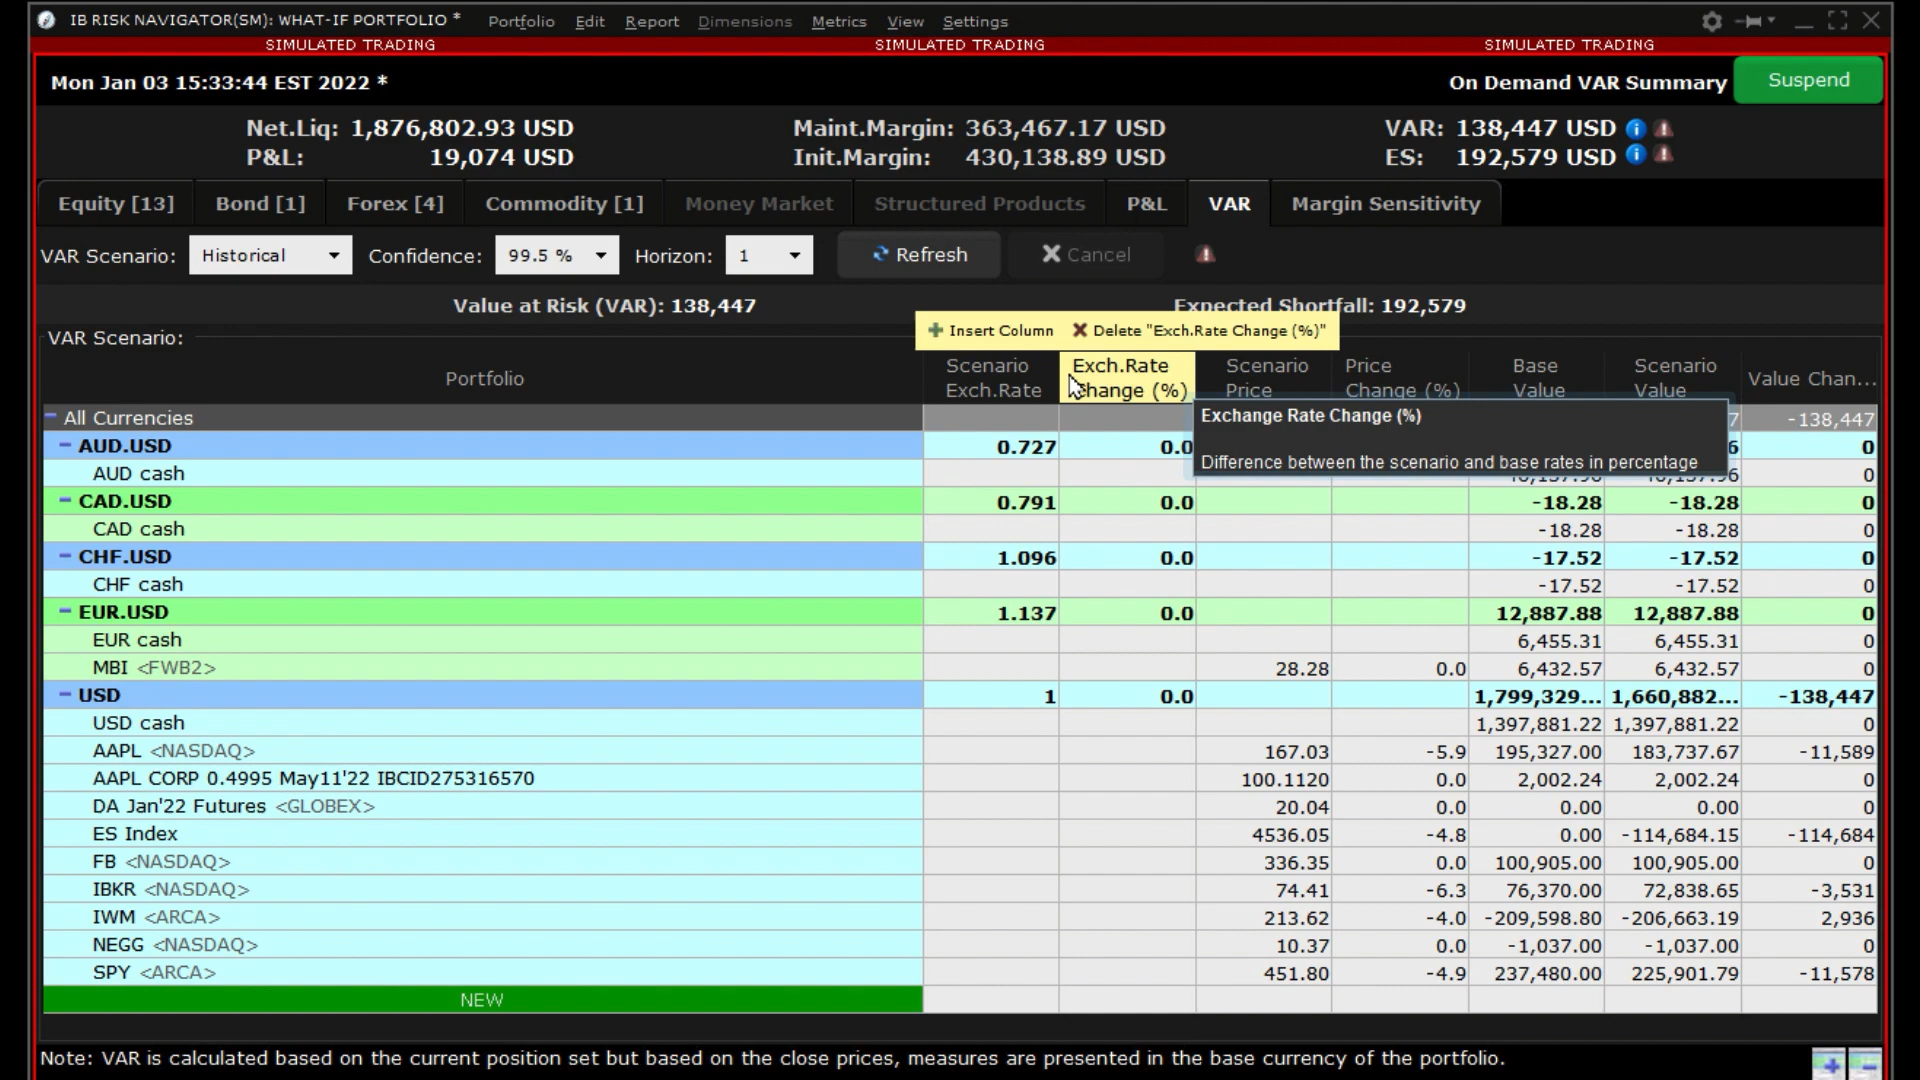 IB RISK NAVIGATOR(SM): WHAT-IF PORTFOLIO * Portfolio Edit Report Dimensions Metrics View Settings
SIMULATED TRADING SIMULATED TRADING SIMULATED TRADING
Mon Jan 03 15:33:44 EST 2022 * On Demand VAR Summary Suspend
Net.Liq: 1,876,802.93 USD Maint.Margin: 363,467.17 USD VAR: 138,447 USD
P&L: 19,074 USD Init.Margin: 430,138.89 USD ES: 192,579 USD
Equity [13] Bond [1] Forex [4] Commodity [1] Money Market Structured Products P&L VAR Margin Sensitivity
VAR Scenario: Historical Confidence: 99.5 % Horizon: 1 Refresh Cancel
Value at Risk (VAR): 138,447 Expected Shortfall: 192,579
Insert Column Delete "Exch.Rate Change (%)"
VAR Scenario:
Portfolio Scenario Exch.Rate Exch.Rate Change (%) Scenario Price Price Change (%) Base Value Scenario Value Value Chan...
All Currencies 7 -138,447
Exchange Rate Change (%)
Difference between the scenario and base rates in percentage
AUD.USD 0.727 0.0 6 0
AUD cash 0
CAD.USD 0.791 0.0 -18.28 -18.28 0
CAD cash -18.28 -18.28 0
CHF.USD 1.096 0.0 -17.52 -17.52 0
CHF cash -17.52 -17.52 0
EUR.USD 1.137 0.0 12,887.88 12,887.88 0
EUR cash 6,455.31 6,455.31 0
MBI <FWB2> 28.28 0.0 6,432.57 6,432.57 0
USD 1 0.0 1,799,329... 1,660,882... -138,447
USD cash 1,397,881.22 1,397,881.22 0
AAPL <NASDAQ> 167.03 -5.9 195,327.00 183,737.67 -11,589
AAPL CORP 0.4995 May11'22 IBCID275316570 100.1120 0.0 2,002.24 2,002.24 0
DA Jan'22 Futures <GLOBEX> 20.04 0.0 0.00 0.00 0
ES Index 4536.05 -4.8 0.00 -114,684.15 -114,684
FB <NASDAQ> 336.35 0.0 100,905.00 100,905.00 0
IBKR <NASDAQ> 74.41 -6.3 76,370.00 72,838.65 -3,531
IWM <ARCA> 213.62 -4.0 -209,598.80 -206,663.19 2,936
NEGG <NASDAQ> 10.37 0.0 -1,037.00 -1,037.00 0
SPY <ARCA> 451.80 -4.9 237,480.00 225,901.79 -11,578
NEW
Note: VAR is calculated based on the current position set but based on the close prices, measures are presented in the base currency of the portfolio.